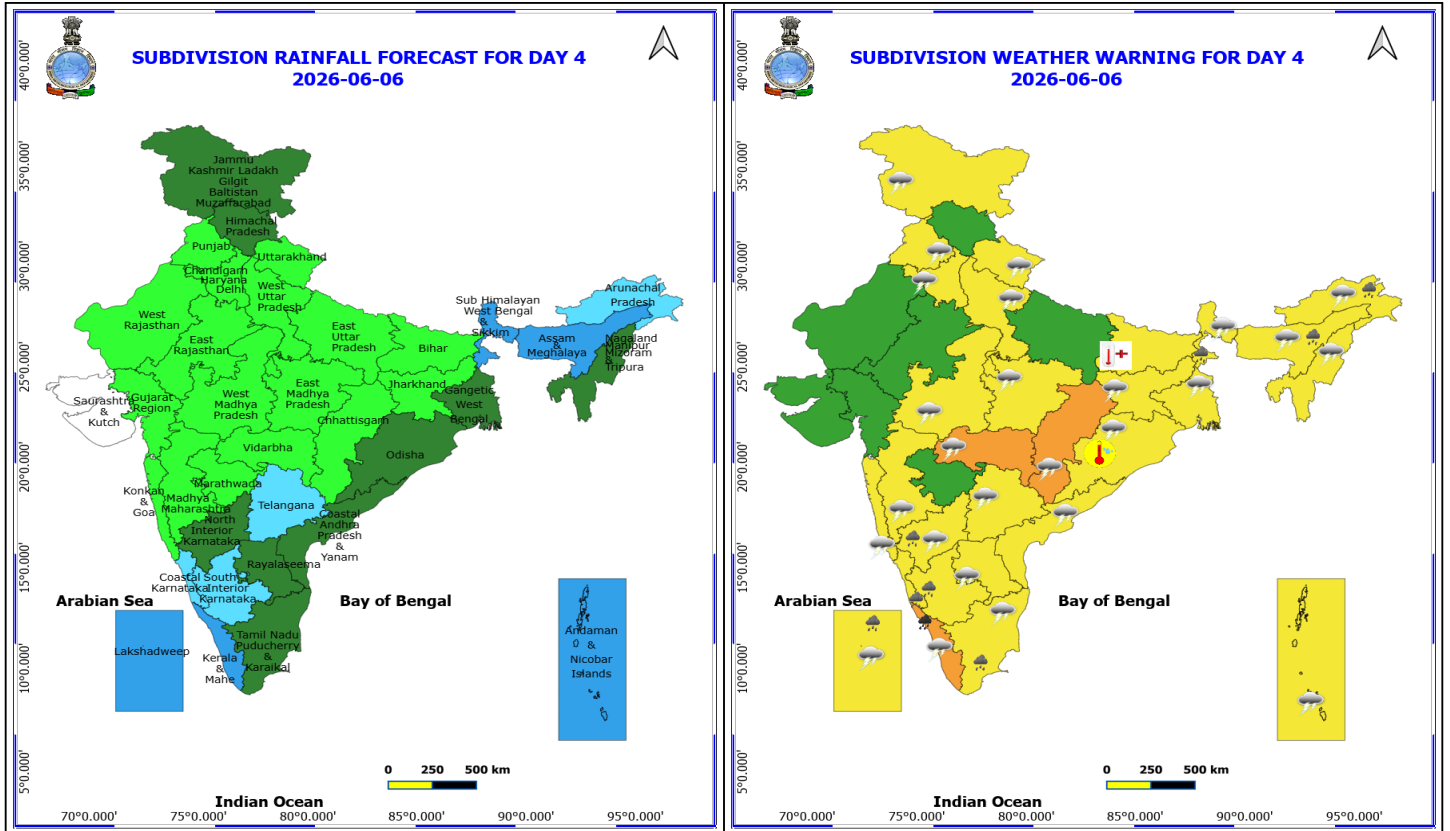 SUBDIVISION RAINFALL FORECAST FOR DAY 4
2026-06-06
40°0.000'
35°0.000'
30°0.000'
25°0.000'
20°0.000'
15°0.000'
10°0.000'
5°0.000'
Jammu
Kashmir Ladakh
Gilgit
Baltistan
Muzaffarabad
Himachal
Pradesh
Punjab
Uttarakhand
Chandigarh
Haryana
Delhi
West
Uttar
Pradesh
West
Rajasthan
East
Rajasthan
East
Uttar
Pradesh
Bihar
Sub Himalayan
West Bengal
&
Sikkim
Arunachal
Pradesh
Assam
&
Meghalaya
Nagaland
Manipur
Mizoram
&
Tripura
Saurashtra
&
Kutch
Gujarat
Region
West
Madhya
Pradesh
East
Madhya
Pradesh
Jharkhand
Gangetic
West
Bengal
Chhattisgarh
Vidarbha
Odisha
Konkan
&
Goa
Madhya
Maharashtra
Marathwada
Telangana
North
Interior
Karnataka
Coastal
Andhra
Pradesh
&
Yanam
Rayalaseema
Coastal
Karnataka
South
Interior
Karnataka
Arabian Sea
Bay of Bengal
Lakshadweep
Kerala
&
Mahe
Tamil Nadu
Puducherry
&
Karaikal
Andaman
&
Nicobar
Islands
0 250 500 km
Indian Ocean
70°0.000' 75°0.000' 80°0.000' 85°0.000' 90°0.000' 95°0.000'
SUBDIVISION WEATHER WARNING FOR DAY 4
2026-06-06
40°0.000'
35°0.000'
30°0.000'
25°0.000'
20°0.000'
15°0.000'
10°0.000'
5°0.000'
Arabian Sea
Bay of Bengal
0 250 500 km
Indian Ocean
70°0.000' 75°0.000' 80°0.000' 85°0.000' 90°0.000' 95°0.000'